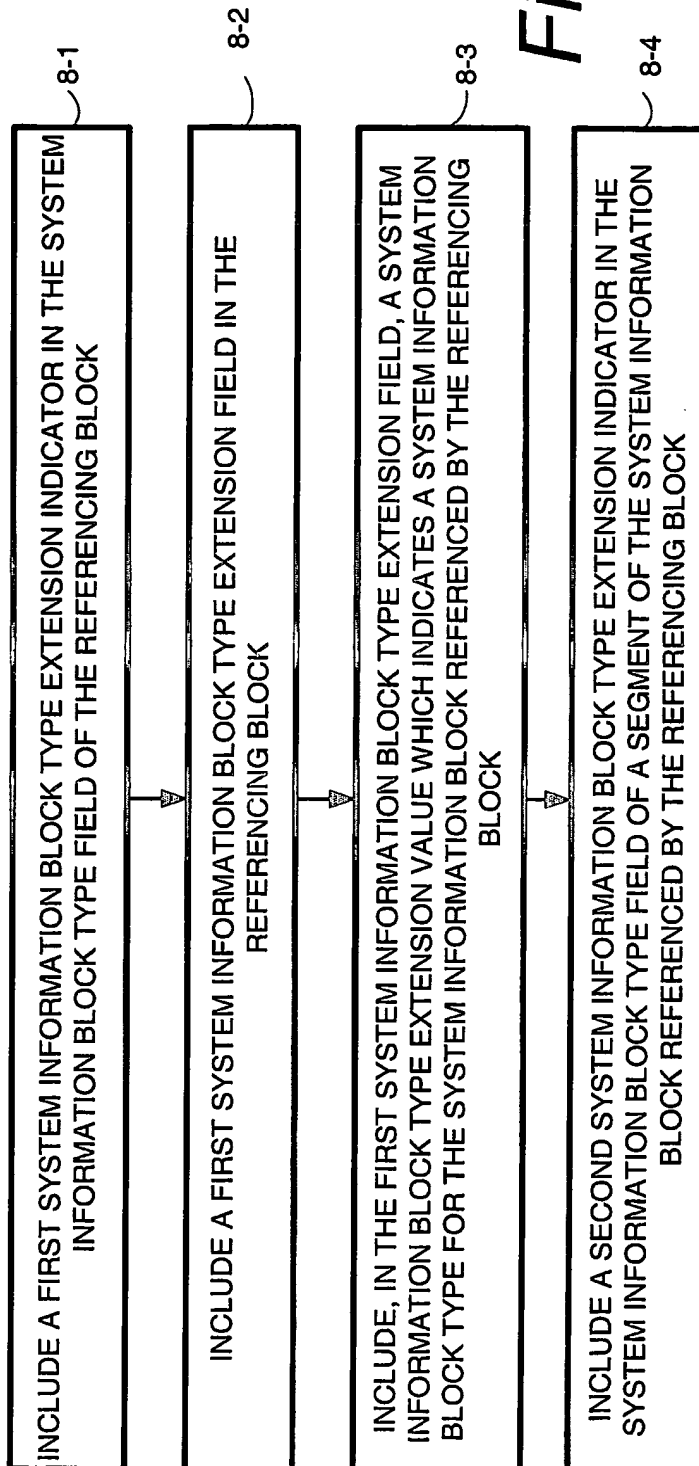 INCLUDE A FIRST SYSTEM INFORMATION BLOCK TYPE EXTENSION INDICATOR IN THE SYSTEM
INFORMATION BLOCK TYPE FIELD OF THE REFERENCING BLOCK
8-1
INCLUDE A FIRST SYSTEM INFORMATION BLOCK TYPE EXTENSION FIELD IN THE
REFERENCING BLOCK
8-2
INCLUDE, IN THE FIRST SYSTEM INFORMATION BLOCK TYPE EXTENSION FIELD, A SYSTEM
INFORMATION BLOCK TYPE EXTENSION VALUE WHICH INDICATES A SYSTEM INFORMATION
BLOCK TYPE FOR THE SYSTEM INFORMATION BLOCK REFERENCED BY THE REFERENCING
BLOCK
8-3
INCLUDE A SECOND SYSTEM INFORMATION BLOCK TYPE EXTENSION INDICATOR IN THE
SYSTEM INFORMATION BLOCK TYPE FIELD OF A SEGMENT OF THE SYSTEM INFORMATION
BLOCK REFERENCED BY THE REFERENCING BLOCK
8-4